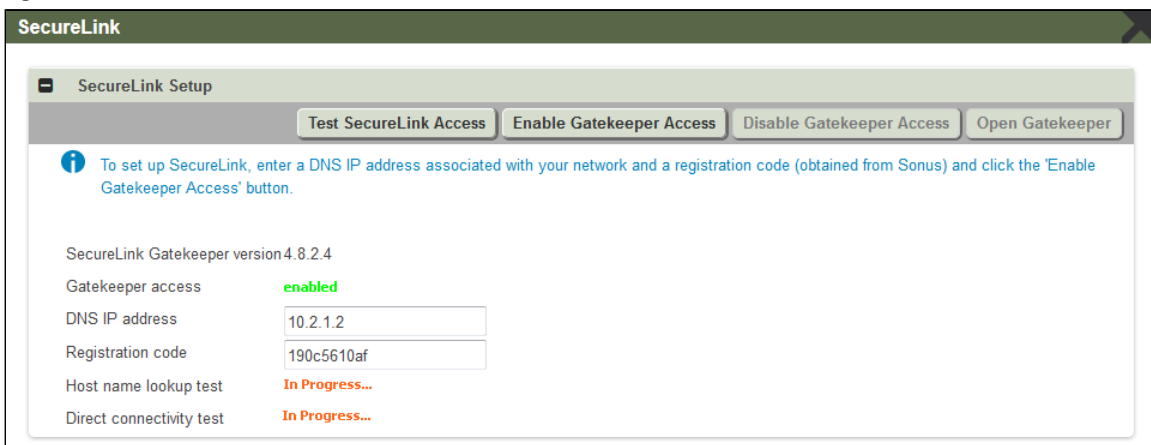 SecureLink
SecureLink Setup
Test SecureLink Access Enable Gatekeeper Access Disable Gatekeeper Access Open Gatekeeper
To set up SecureLink, enter a DNS IP address associated with your network and a registration code (obtained from Sonus) and click the 'Enable
Gatekeeper Access' button.
SecureLink Gatekeeper version 4.8.2.4
Gatekeeper access enabled
DNS IP address 10.2.1.2
Registration code 190c5610af
Host name lookup test In Progress...
Direct connectivity test In Progress...